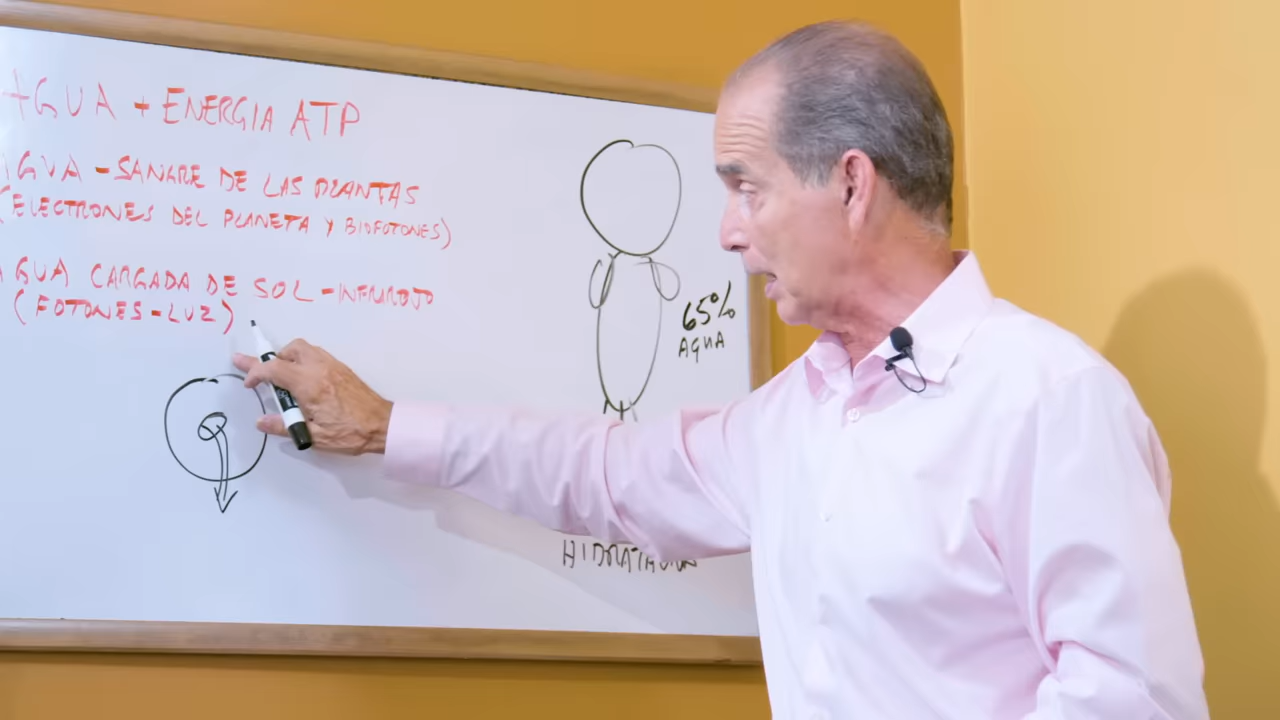 AGUA + ENERGIA ATP
AGUA - SANGRE DE LAS PLANTAS
(ELECTRONES DEL PLANETA Y BIOFOTONES)
AGUA CARGADA DE SOL - INFRAROJO
(FOTONES - LUZ)
65%
AGUA
HIDRATACION